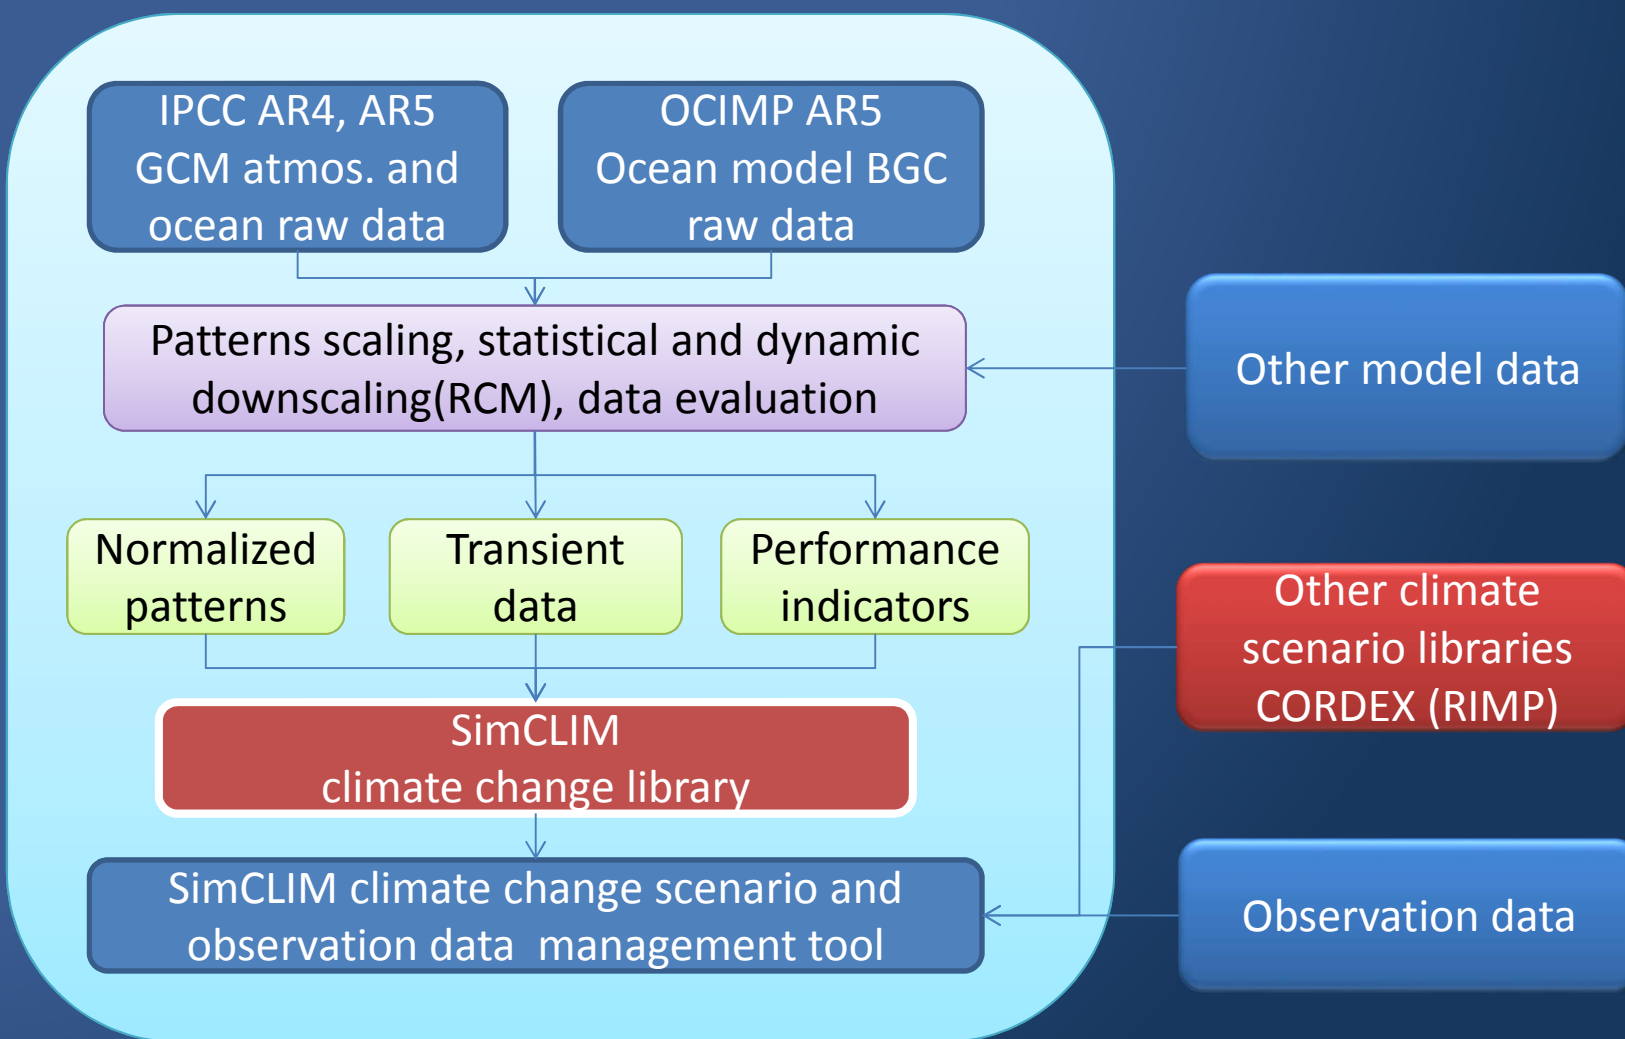 IPCC AR4, AR5
GCM atmos. and
ocean raw data
OCIMP AR5
Ocean model BGC
raw data
Patterns scaling, statistical and dynamic
downscaling(RCM), data evaluation
Other model data
Normalized
patterns
Transient
data
Performance
indicators
Other climate
scenario libraries
CORDEX (RIMP)
SimCLIM
climate change library
SimCLIM climate change scenario and
observation data  management tool
Observation data